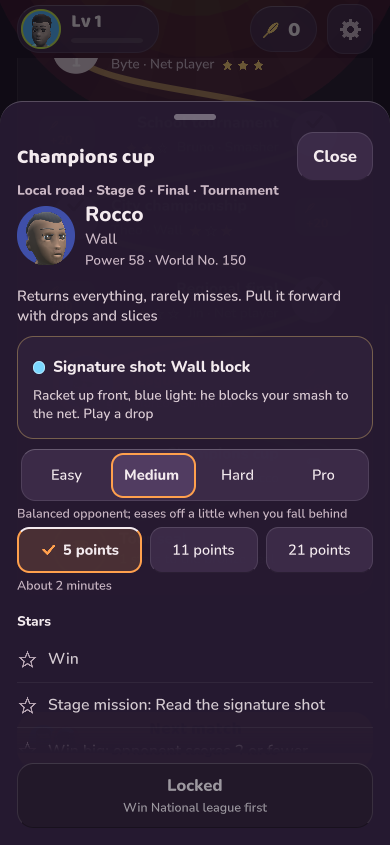 Lv 1
0
1
Byte · Net player
Champions cup
Close
Local road · Stage 6 · Final · Tournament
Rocco
Wall
Power 58 · World No. 150
Returns everything, rarely misses. Pull it forward
with drops and slices
Signature shot: Wall block
Racket up front, blue light: he blocks your smash to
the net. Play a drop
Easy
Medium
Hard
Pro
Balanced opponent; eases off a little when you fall behind
5 points
11 points
21 points
About 2 minutes
Stars
Win
Stage mission: Read the signature shot
Locked
Win National league first